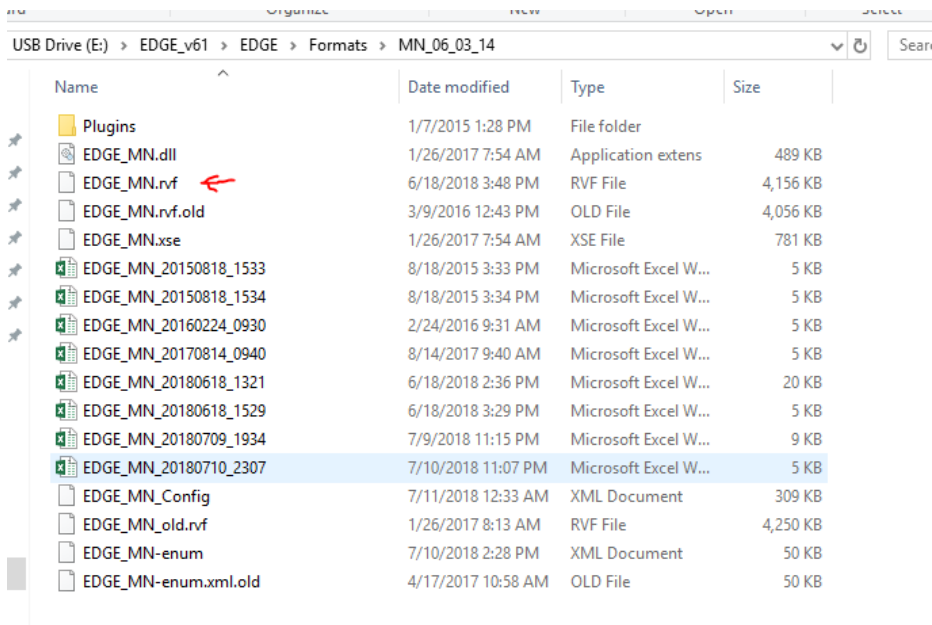 Organize New Open Select
USB Drive (E:) > EDGE_v61 > EDGE > Formats > MN_06_03_14
Name Date modified Type Size
Plugins 1/7/2015 1:28 PM File folder
EDGE_MN.dll 1/26/2017 7:54 AM Application extens 489 KB
EDGE_MN.rvf 6/18/2018 3:48 PM RVF File 4,156 KB
EDGE_MN.rvf.old 3/9/2016 12:43 PM OLD File 4,056 KB
EDGE_MN.xse 1/26/2017 7:54 AM XSE File 781 KB
EDGE_MN_20150818_1533 8/18/2015 3:33 PM Microsoft Excel W... 5 KB
EDGE_MN_20150818_1534 8/18/2015 3:34 PM Microsoft Excel W... 5 KB
EDGE_MN_20160224_0930 2/24/2016 9:31 AM Microsoft Excel W... 5 KB
EDGE_MN_20170814_0940 8/14/2017 9:40 AM Microsoft Excel W... 5 KB
EDGE_MN_20180618_1321 6/18/2018 2:36 PM Microsoft Excel W... 20 KB
EDGE_MN_20180618_1529 6/18/2018 3:29 PM Microsoft Excel W... 5 KB
EDGE_MN_20180709_1934 7/9/2018 11:15 PM Microsoft Excel W... 9 KB
EDGE_MN_20180710_2307 7/10/2018 11:07 PM Microsoft Excel W... 5 KB
EDGE_MN_Config 7/11/2018 12:33 AM XML Document 309 KB
EDGE_MN_old.rvf 1/26/2017 8:13 AM RVF File 4,250 KB
EDGE_MN-enum 7/10/2018 2:28 PM XML Document 50 KB
EDGE_MN-enum.xml.old 4/17/2017 10:58 AM OLD File 50 KB